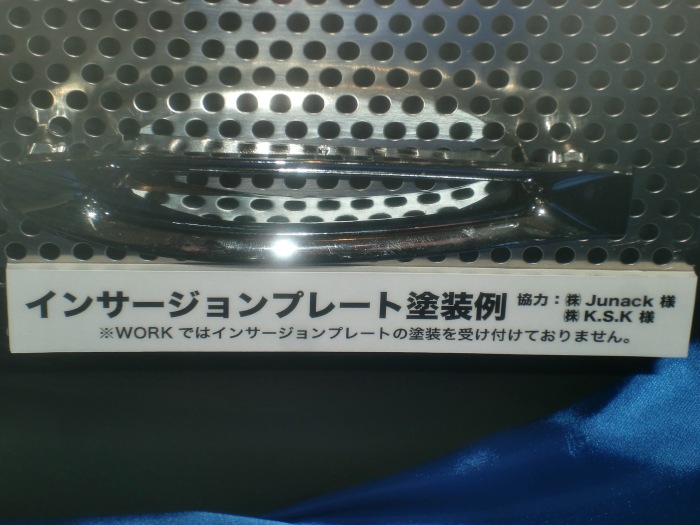 インサージョンプレート塗装例 協力：㈱ Junack 様
㈱ K.S.K 様
※WORK ではインサージョンプレートの塗装を受け付けておりません。